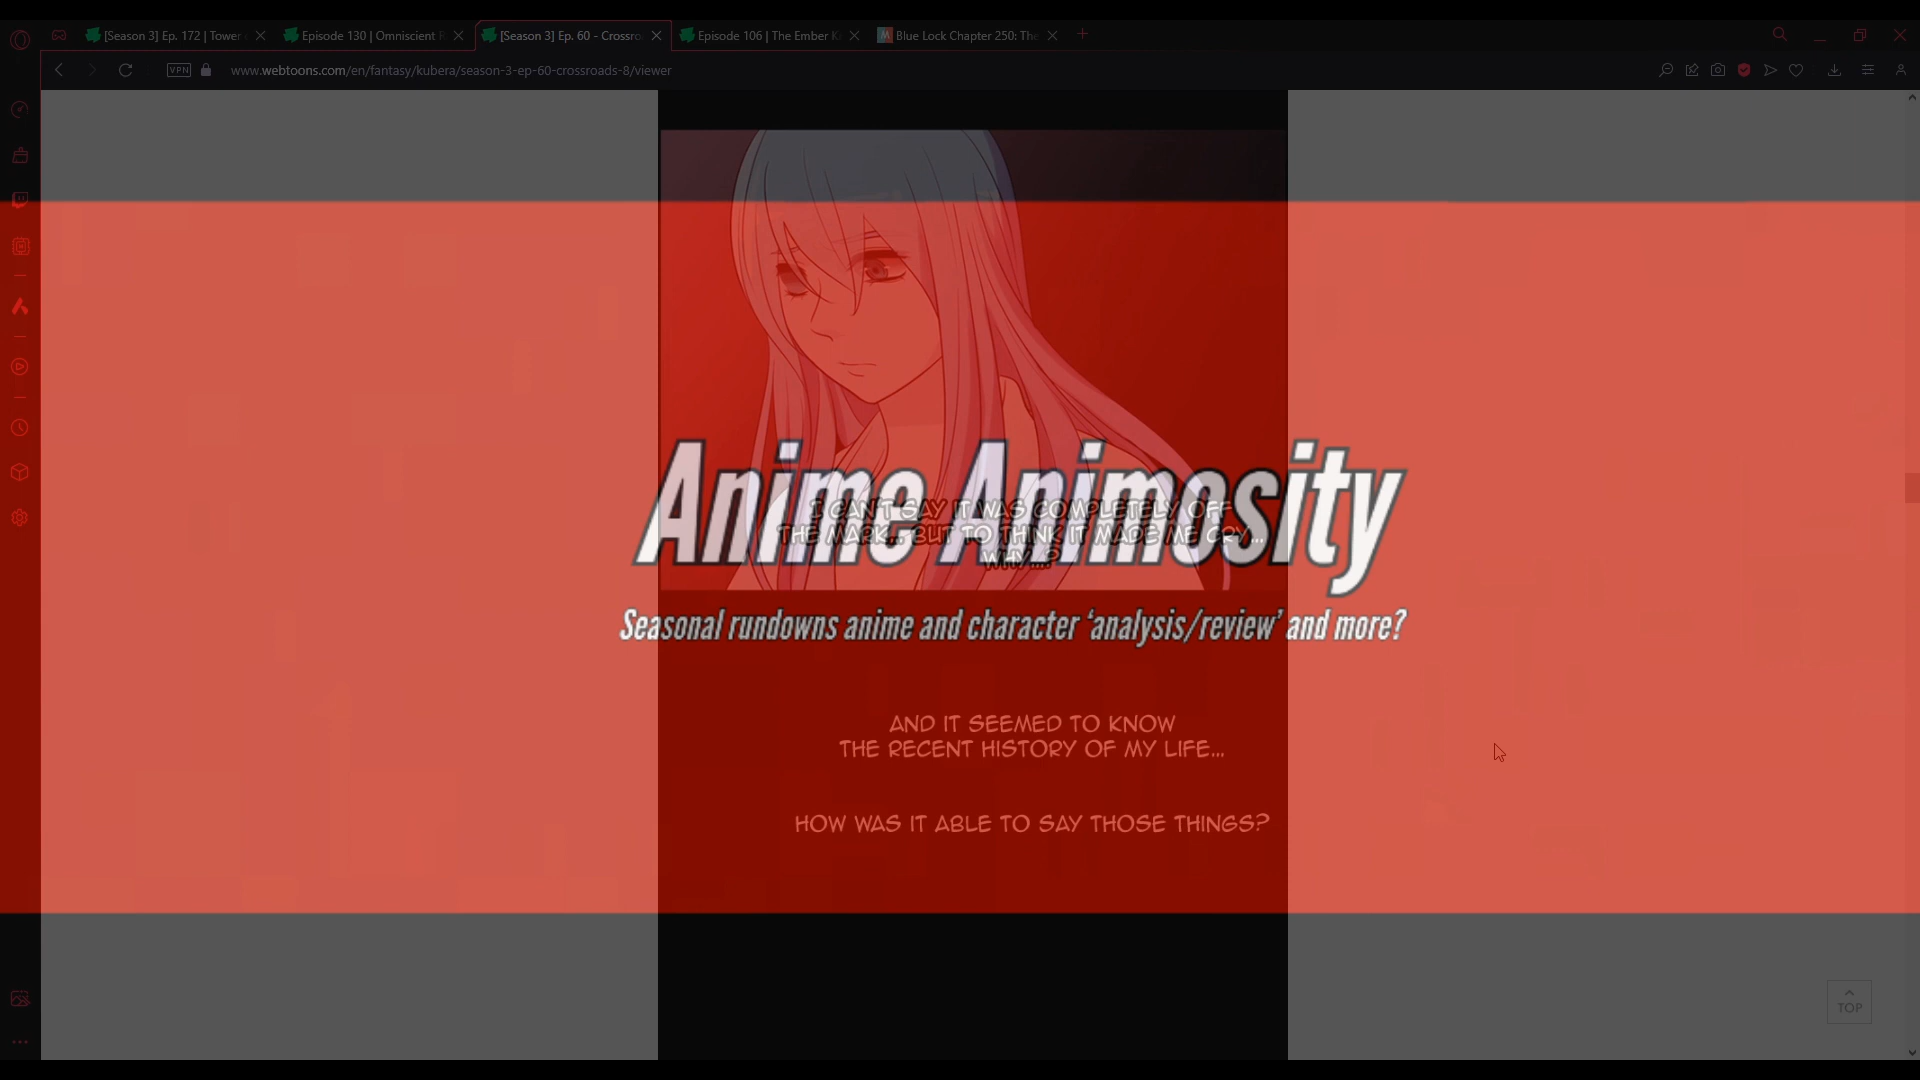 [Season 3] Ep. 172 | Tower
Episode 130 | Omniscient R
[Season 3] Ep. 60 - Crossro
Episode 106 | The Ember K
Blue Lock Chapter 250: The
VPN
www.webtoons.com/en/fantasy/kubera/season-3-ep-60-crossroads-8/viewer
Anime Animosity
I CAN'T SAY IT WAS COMPLETELY OFF
THE MARK... BUT TO THINK IT MADE ME CRY...
WHY...?
Seasonal rundowns anime and character 'analysis/review' and more?
AND IT SEEMED TO KNOW
THE RECENT HISTORY OF MY LIFE...
HOW WAS IT ABLE TO SAY THOSE THINGS?
TOP